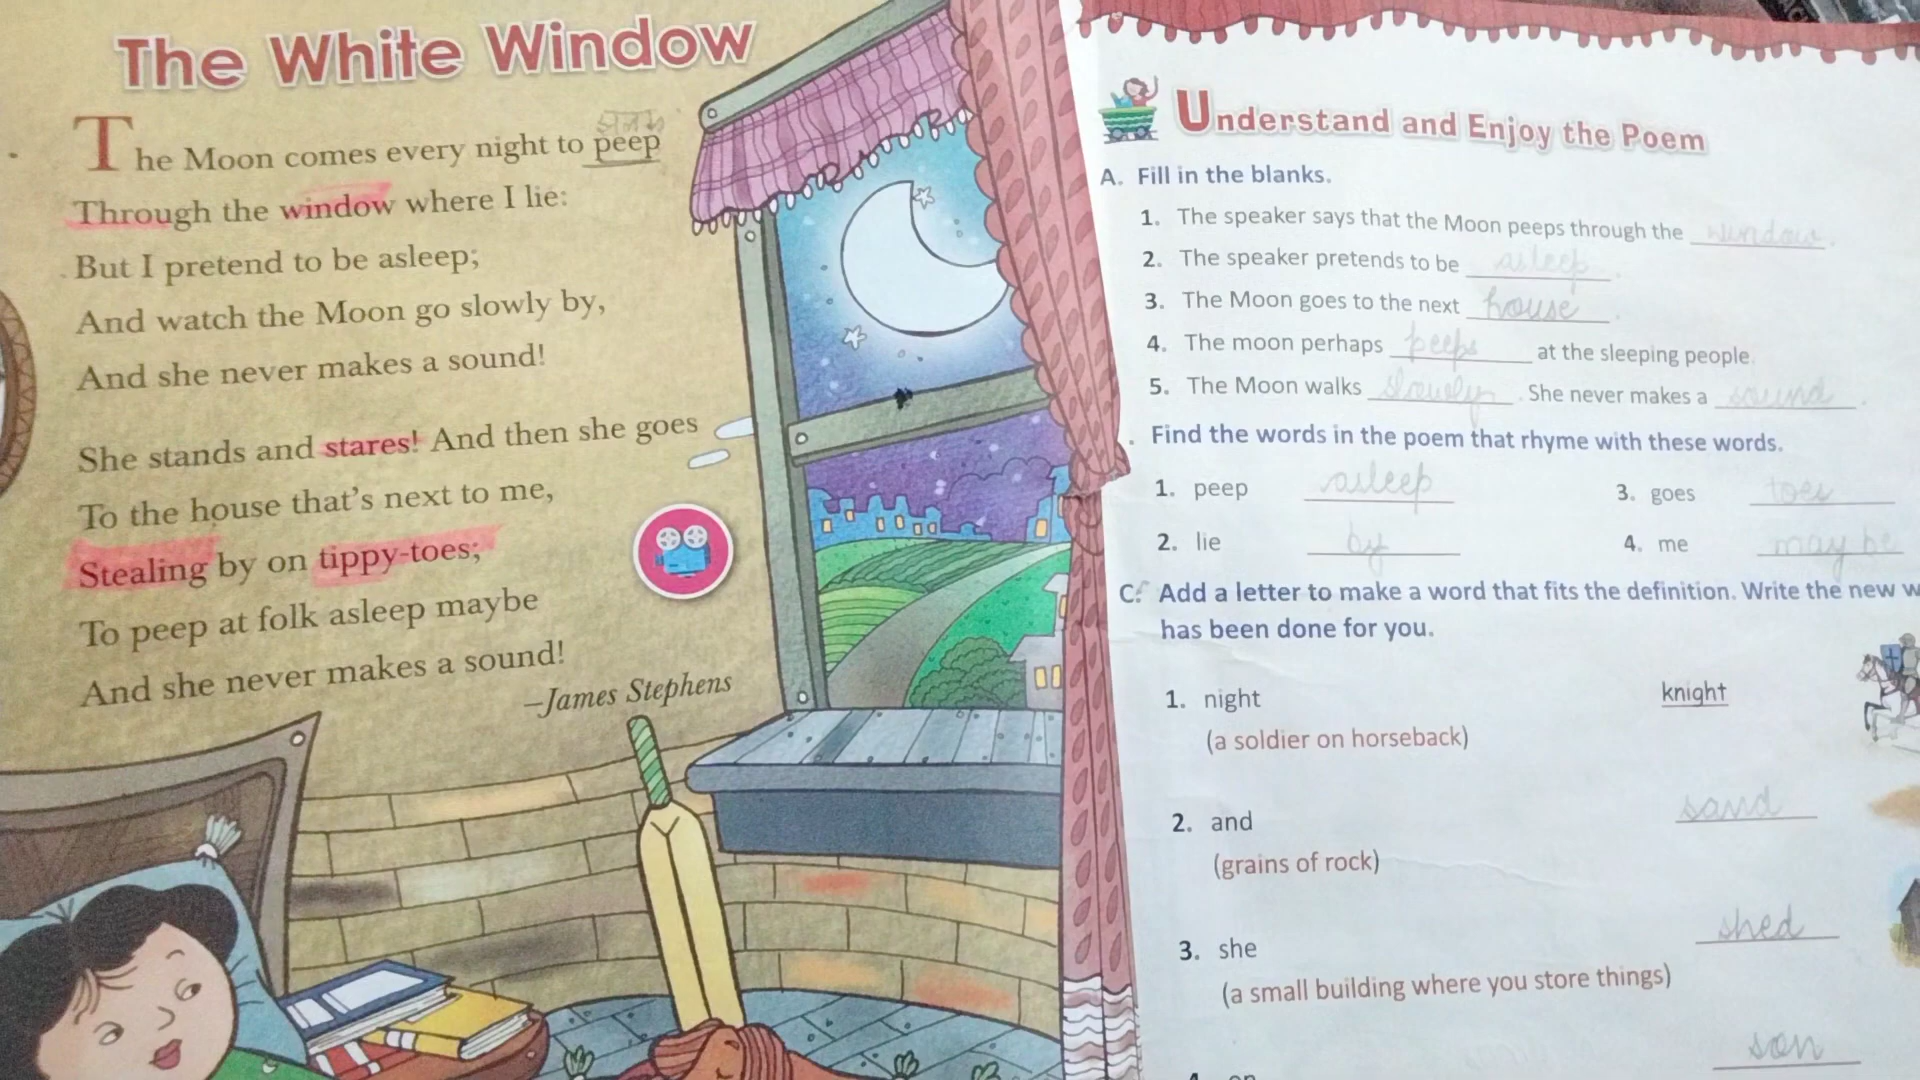 The White Window
The Moon comes every night to peep
Through the window where I lie:
But I pretend to be asleep;
And watch the Moon go slowly by,
And she never makes a sound!
She stands and stares! And then she goes
To the house that's next to me,
Stealing by on tippy-toes;
To peep at folk asleep maybe
And she never makes a sound!
–James Stephens
Understand and Enjoy the Poem
A. Fill in the blanks.
1. The speaker says that the Moon peeps through the window.
2. The speaker pretends to be asleep.
3. The Moon goes to the next house.
4. The moon perhaps peeps at the sleeping people.
5. The Moon walks slowly. She never makes a sound.
. Find the words in the poem that rhyme with these words.
1. peep asleep 3. goes toes
2. lie by 4. me maybe
C. Add a letter to make a word that fits the definition. Write the new w
has been done for you.
1. night knight
(a soldier on horseback)
2. and sand
(grains of rock)
3. she shed
(a small building where you store things)
4. on son